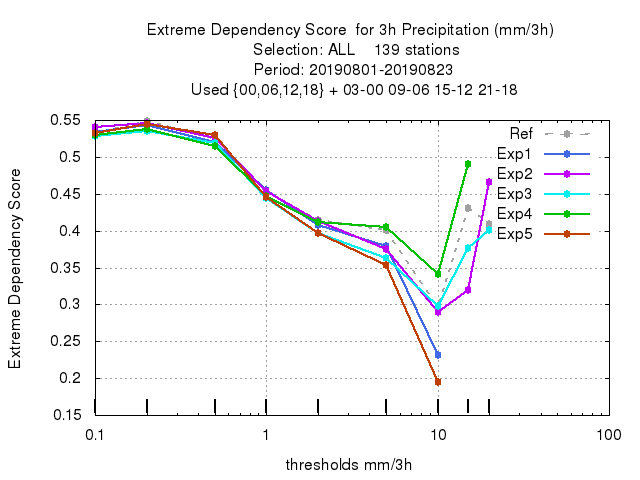 Extreme Dependency Score  for 3h Precipitation (mm/3h)
Selection: ALL    139 stations
Period: 20190801-20190823
Used {00,06,12,18} + 03-00 09-06 15-12 21-18
Extreme Dependency Score
0.55
0.5
0.45
0.4
0.35
0.3
0.25
0.2
0.15
Ref
Exp1
Exp2
Exp3
Exp4
Exp5
0.1 1 10 100
thresholds mm/3h